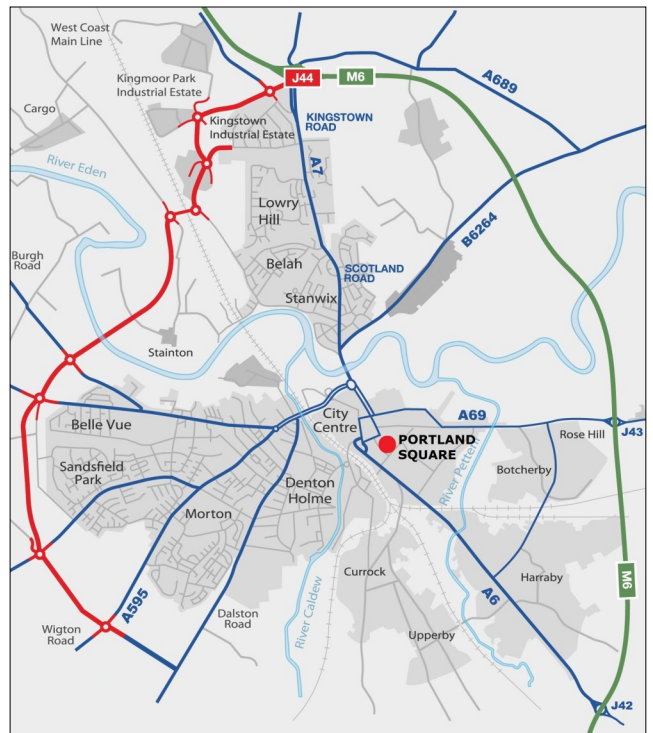 West Coast
Main Line
Kingmoor Park
Industrial Estate
J44
M6
A689
Cargo
KINGSTOWN
ROAD
Kingstown
Industrial Estate
A7
River Eden
Lowry
Hill
B6264
Burgh
Road
Belah
SCOTLAND
ROAD
Stanwix
Stainton
City
Centre
A69
Belle Vue
PORTLAND
SQUARE
Rose Hill
J43
Sandsfield
Park
Denton
Holme
River Petteril
Botcherby
Morton
Currock
Harraby
M6
A6
A595
Dalston
Road
River Caldew
Wigton
Road
Upperby
J42